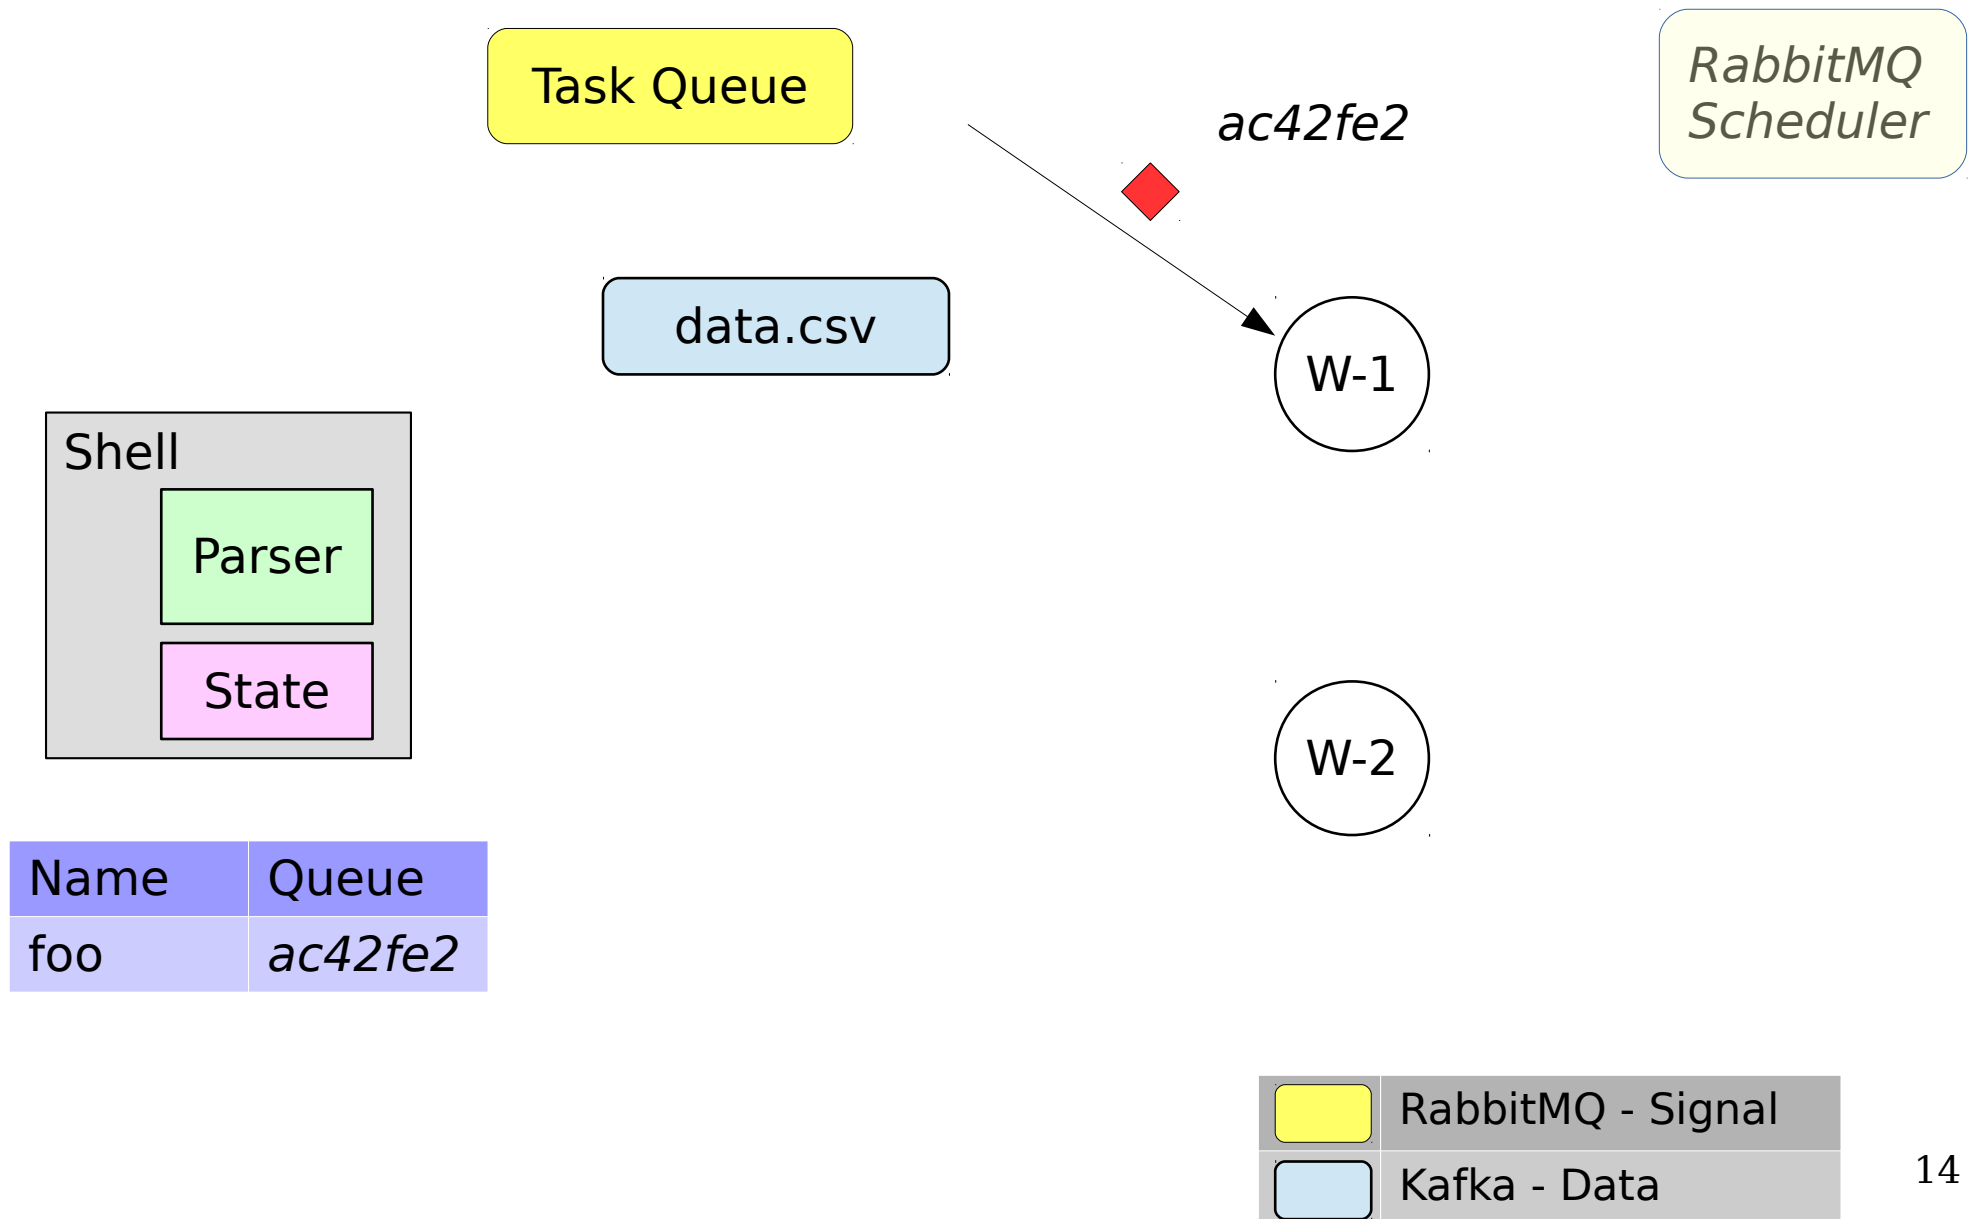 Task Queue
RabbitMQ
Scheduler
ac42fe2
data.csv
W-1
Shell
Parser
State
W-2
Name Queue
foo ac42fe2
RabbitMQ - Signal
Kafka - Data
14